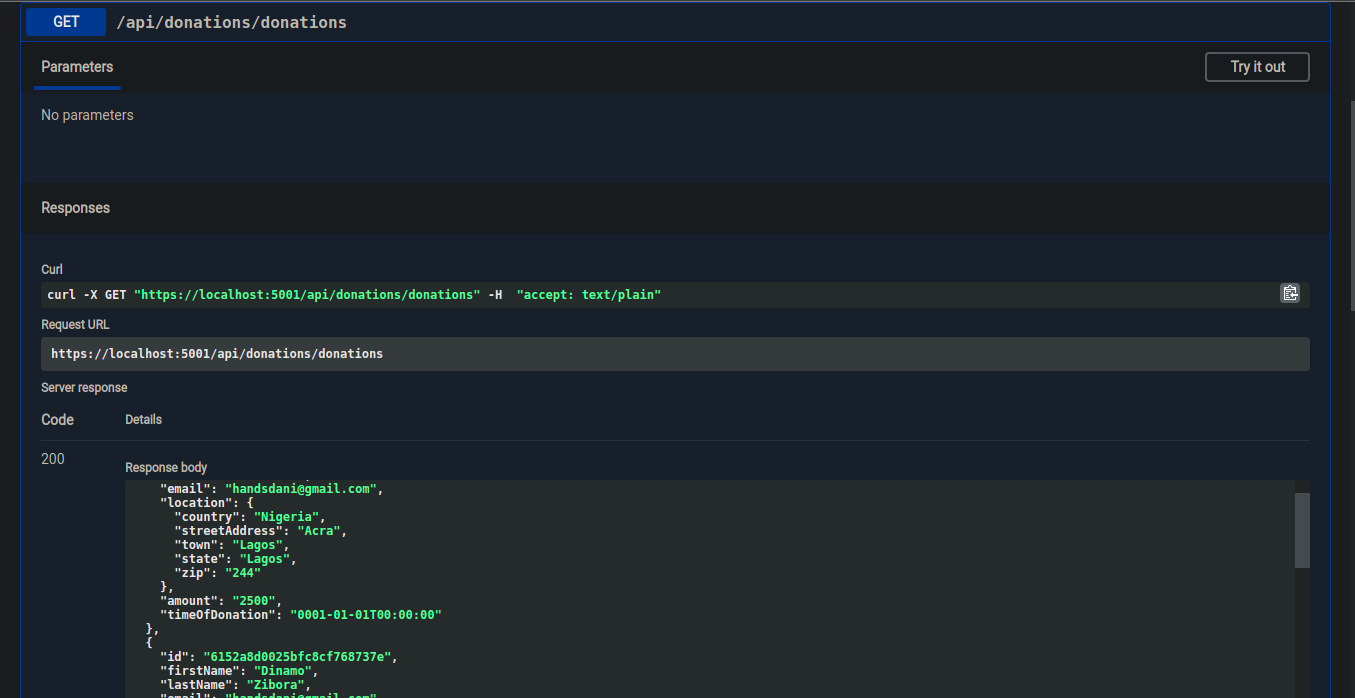 GET /api/donations/donations
Parameters
Try it out
No parameters
Responses
Curl
curl -X GET "https://localhost:5001/api/donations/donations" -H  "accept: text/plain"
Request URL
https://localhost:5001/api/donations/donations
Server response
Code Details
200
Response body
"email": "handsdani@gmail.com",
"location": {
"country": "Nigeria",
"streetAddress": "Acra",
"town": "Lagos",
"state": "Lagos",
"zip": "244"
},
"amount": "2500",
"timeOfDonation": "0001-01-01T00:00:00"
},
{
"id": "6152a8d0025bfc8cf768737e",
"firstName": "Dinamo",
"lastName": "Zibora",
"email": "handsdani@gmail.com"